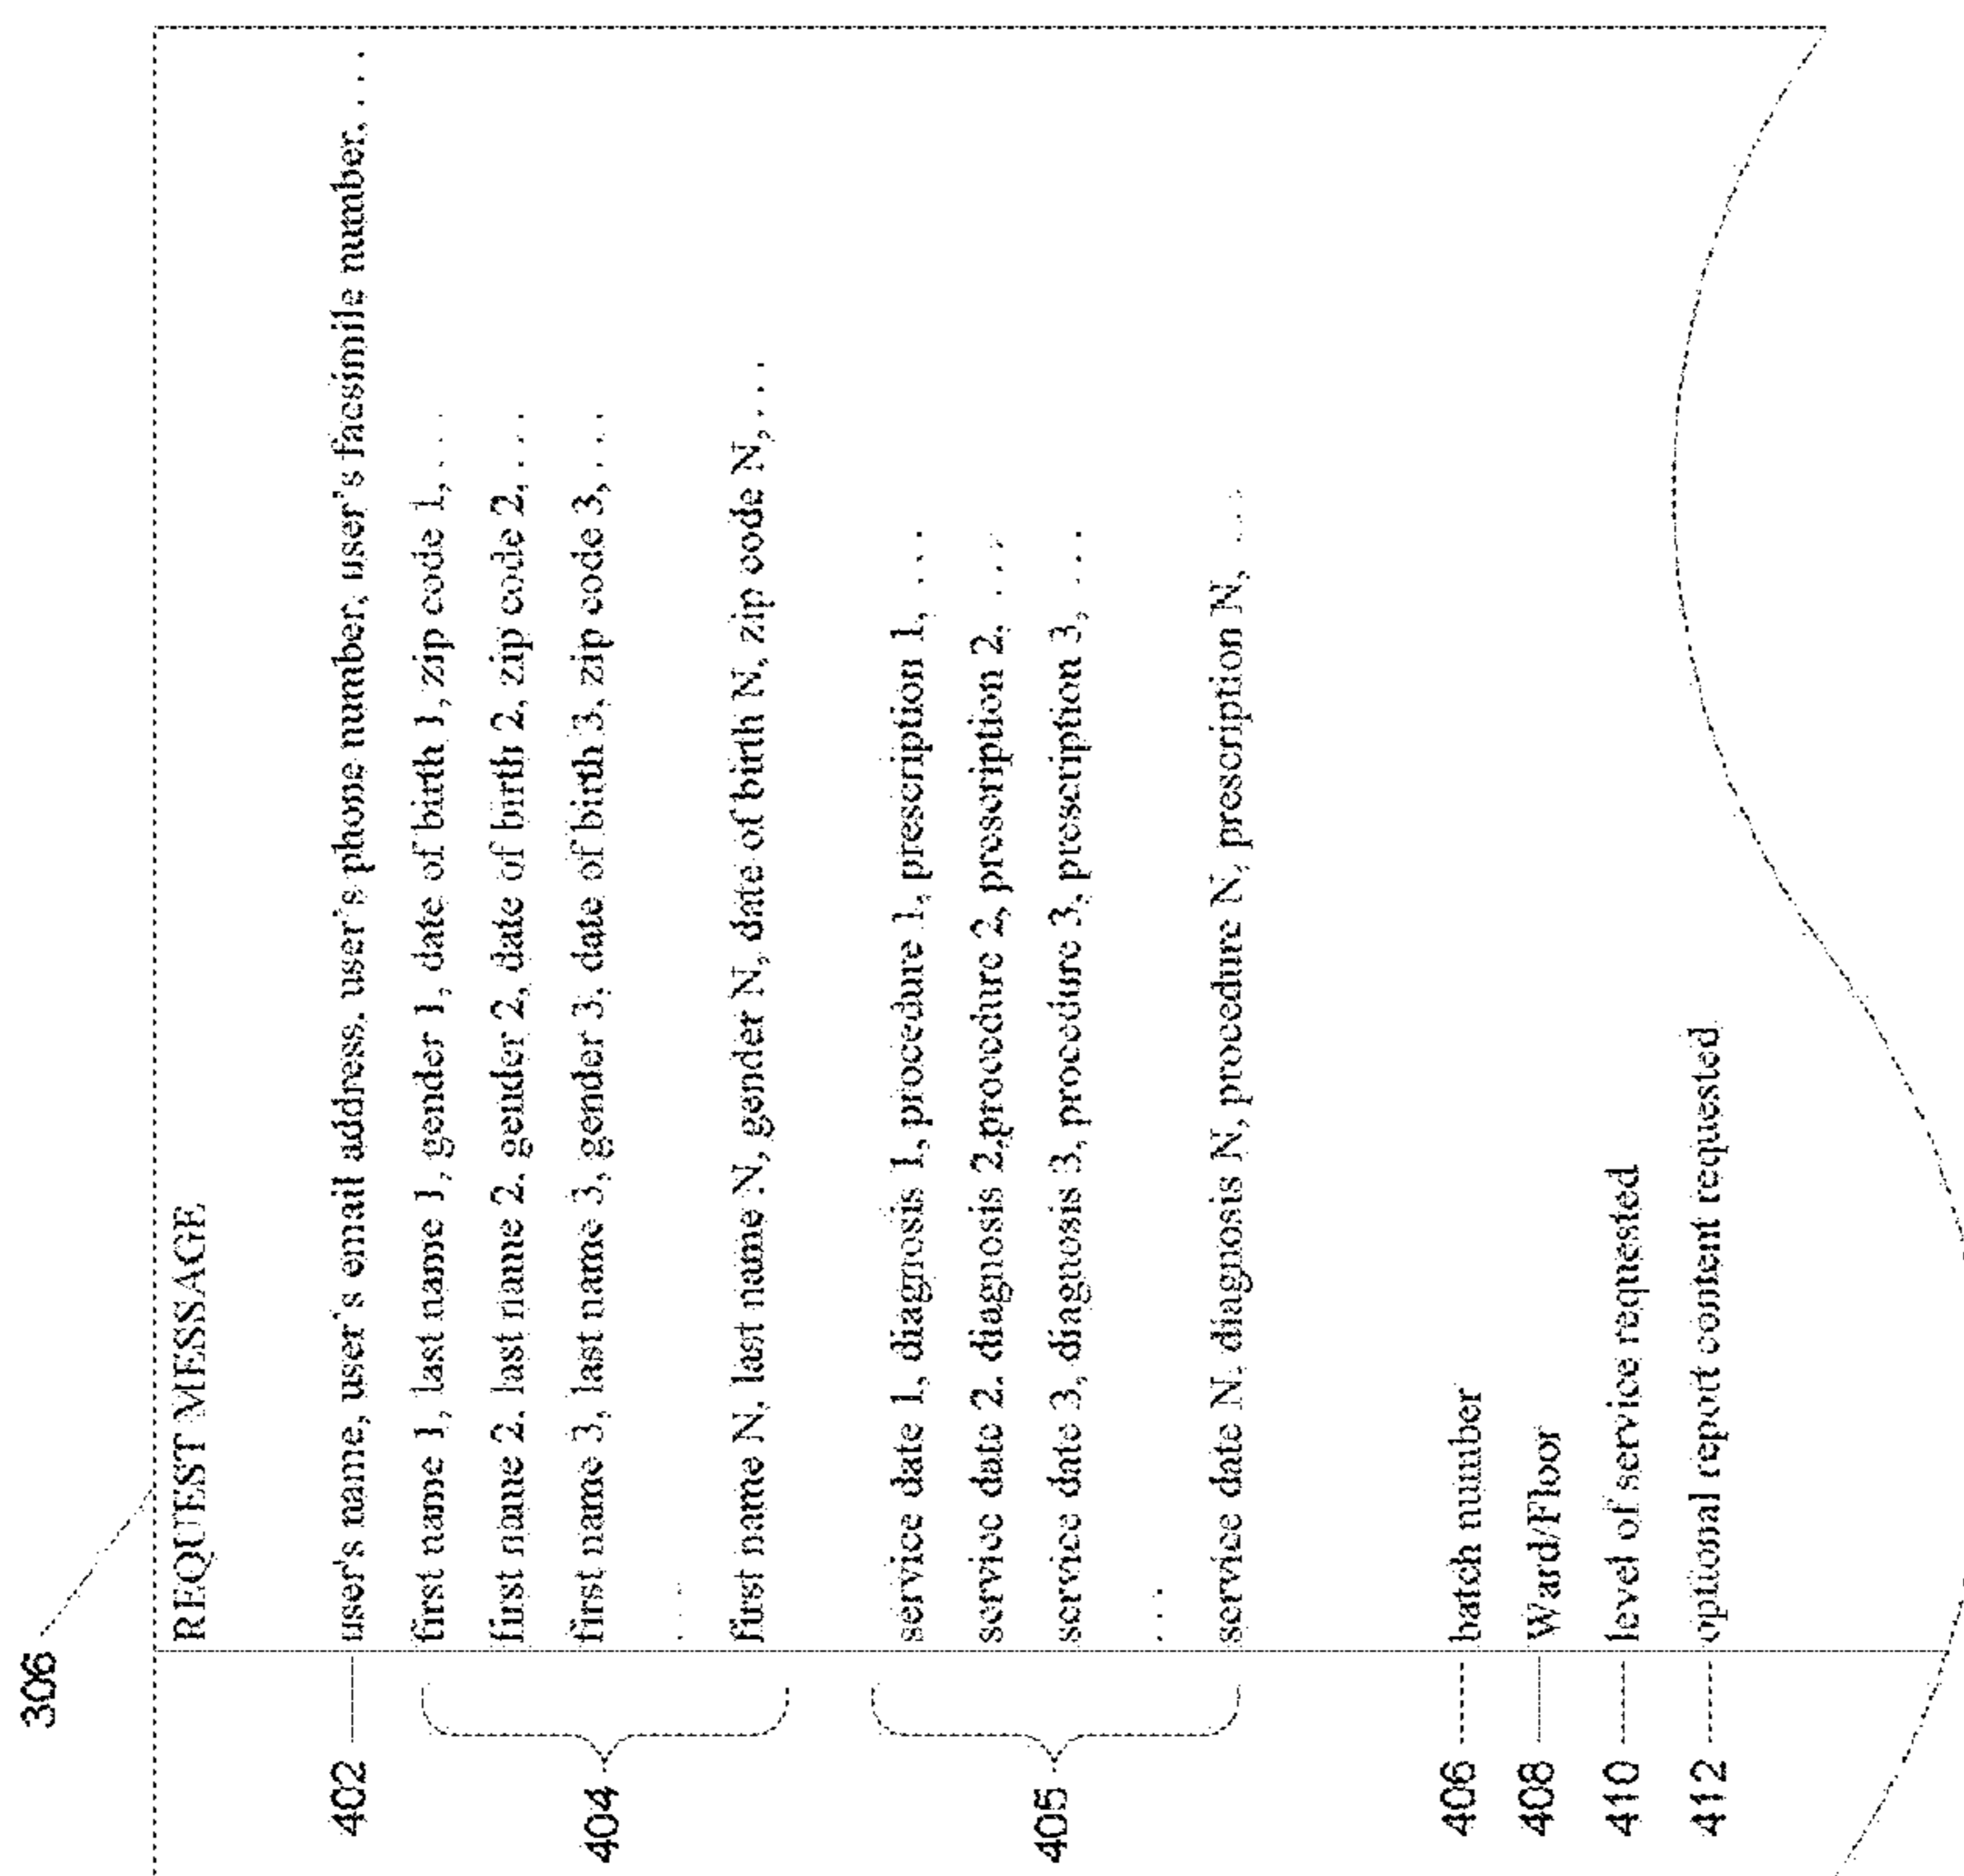 306
REQUEST MESSAGE
402 user's name, user's email address, user's phone number, user's facsimile number, . . .
first name 1, last name 1, gender 1, date of birth 1, zip code 1, . . .
first name 2, last name 2, gender 2, date of birth 2, zip code 2, . . .
404 first name 3, last name 3, gender 3, date of birth 3, zip code 3, . . .
. . .
first name N, last name N, gender N, date of birth N, zip code N, . . .
service date 1, diagnosis 1, procedure 1, prescription 1, . . .
service date 2, diagnosis 2,procedure 2, prescription 2, . . .
405 service date 3, diagnosis 3, procedure 3, prescription 3, . . .
. . .
service date N, diagnosis N, procedure N, prescription N, . . .
406 batch number
408 Ward/Floor
410 level of service requested
412 optional report content requested